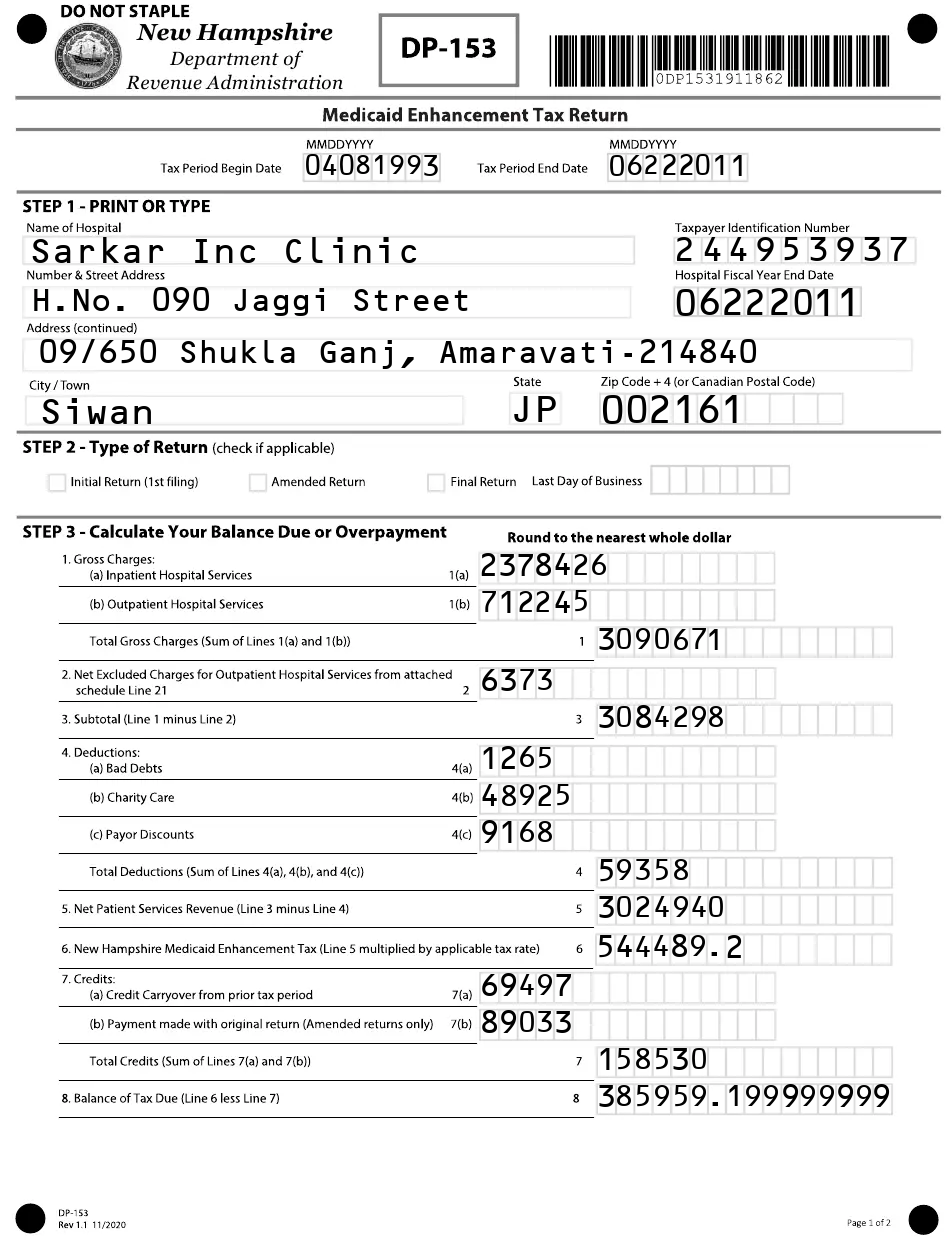 DO NOT STAPLE
New Hampshire
Department of
Revenue Administration
DP-153
0DP1531911862
Medicaid Enhancement Tax Return
MMDDYYYY MMDDYYYY
Tax Period Begin Date 04081993 Tax Period End Date 06222011
STEP 1 - PRINT OR TYPE
Name of Hospital Taxpayer Identification Number
Sarkar Inc Clinic 244953937
Number & Street Address Hospital Fiscal Year End Date
H.No. 090 Jaggi Street 06222011
Address (continued)
09/650 Shukla Ganj, Amaravati-214840
City / Town State Zip Code + 4 (or Canadian Postal Code)
Siwan JP 002161
STEP 2 - Type of Return (check if applicable)
Initial Return (1st filing) Amended Return Final Return Last Day of Business
STEP 3 - Calculate Your Balance Due or Overpayment Round to the nearest whole dollar
1. Gross Charges:
(a) Inpatient Hospital Services 1(a) 2378426
(b) Outpatient Hospital Services 1(b) 712245
Total Gross Charges (Sum of Lines 1(a) and 1(b)) 1 3090671
2. Net Excluded Charges for Outpatient Hospital Services from attached
schedule Line 21 2 6373
3. Subtotal (Line 1 minus Line 2) 3 3084298
4. Deductions:
(a) Bad Debts 4(a) 1265
(b) Charity Care 4(b) 48925
(c) Payor Discounts 4(c) 9168
Total Deductions (Sum of Lines 4(a), 4(b), and 4(c)) 4 59358
5. Net Patient Services Revenue (Line 3 minus Line 4) 5 3024940
6. New Hampshire Medicaid Enhancement Tax (Line 5 multiplied by applicable tax rate) 6 544489.2
7. Credits:
(a) Credit Carryover from prior tax period 7(a) 69497
(b) Payment made with original return (Amended returns only) 7(b) 89033
Total Credits (Sum of Lines 7(a) and 7(b)) 7 158530
8. Balance of Tax Due (Line 6 less Line 7) 8 385959.199999999
DP-153
Rev 1.1 11/2020 Page 1 of 2